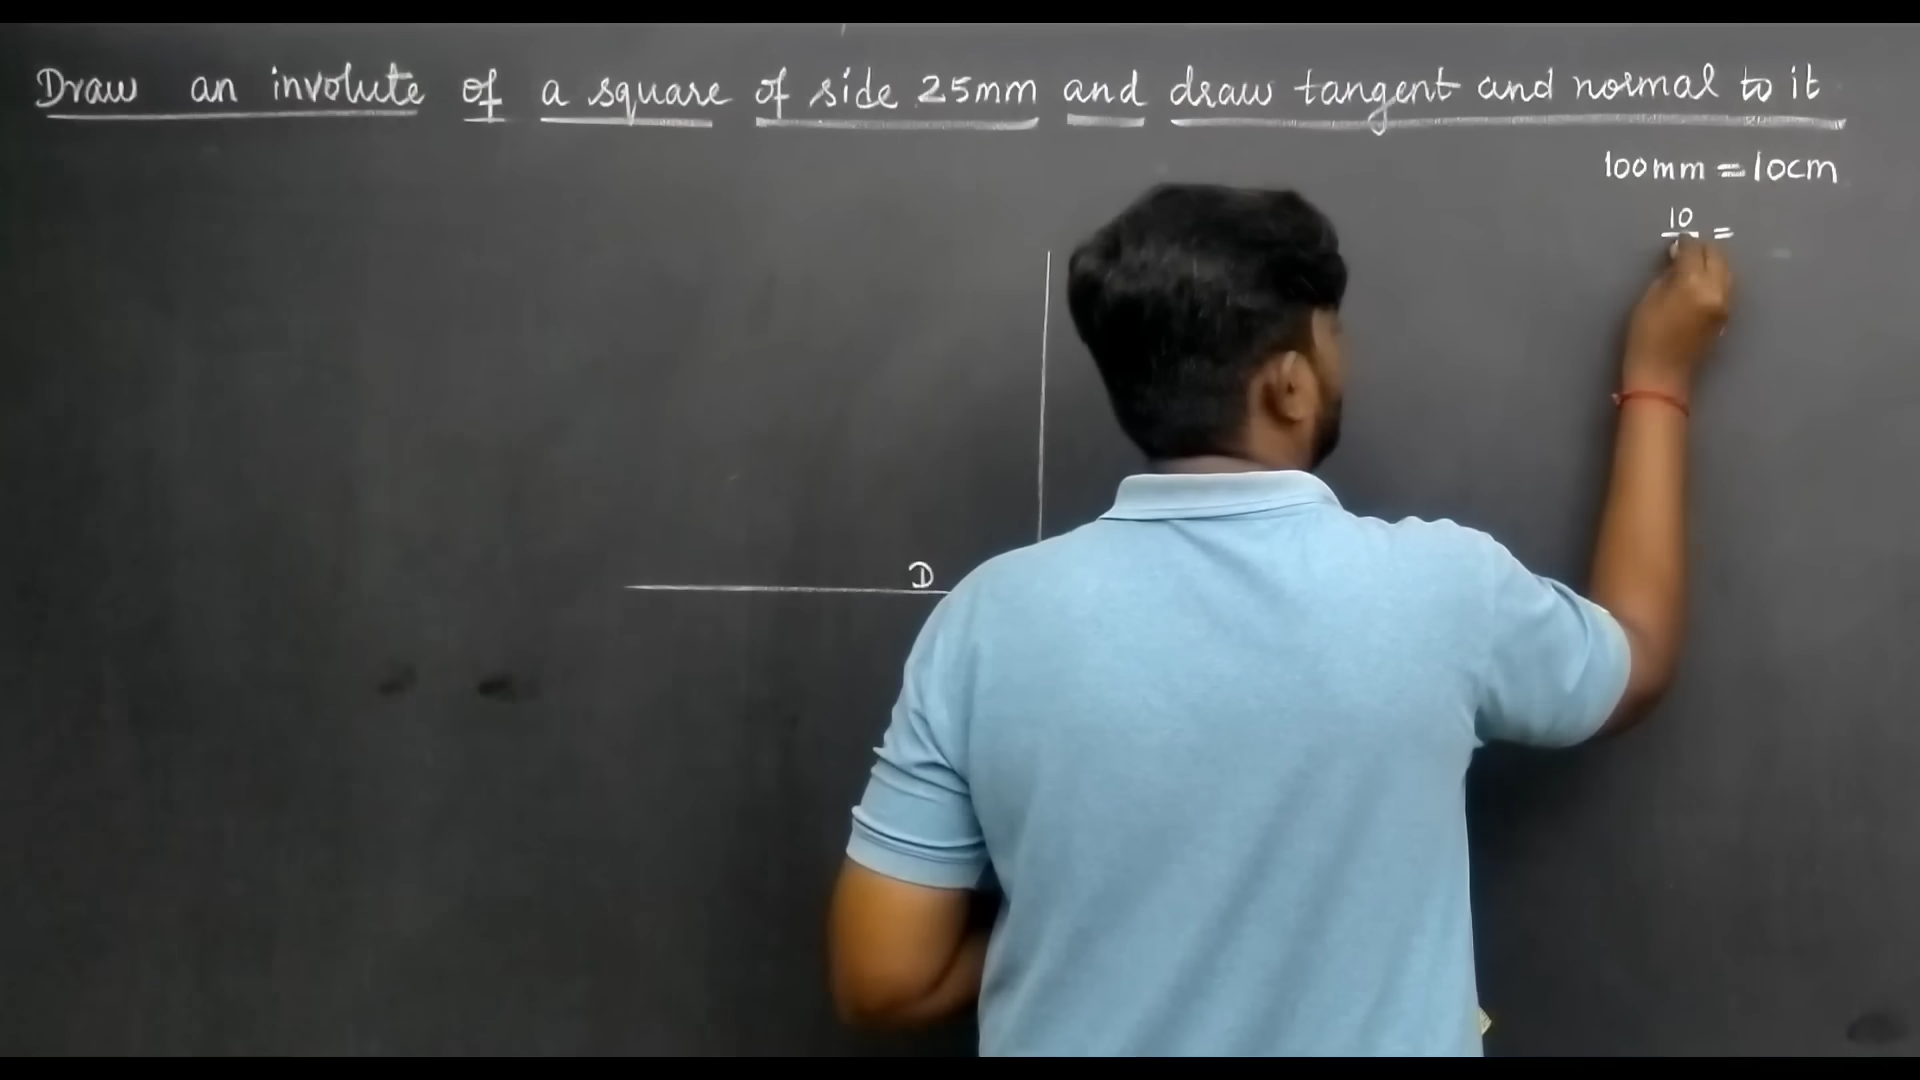 Draw an involute of a square of side 25mm and draw tangent and normal to it
100mm = 10cm
10 =
D